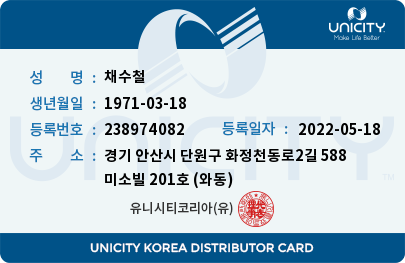 UNICITY
Make Life Better
성 명 : 채수철
생년월일 : 1971-03-18
등록번호 : 238974082 등록일자 : 2022-05-18
주 소 : 경기 안산시 단원구 화정천동로2길 588
미소빌 201호 (와동)
유니시티코리아(유)
UNICITY
UNICITY KOREA DISTRIBUTOR CARD